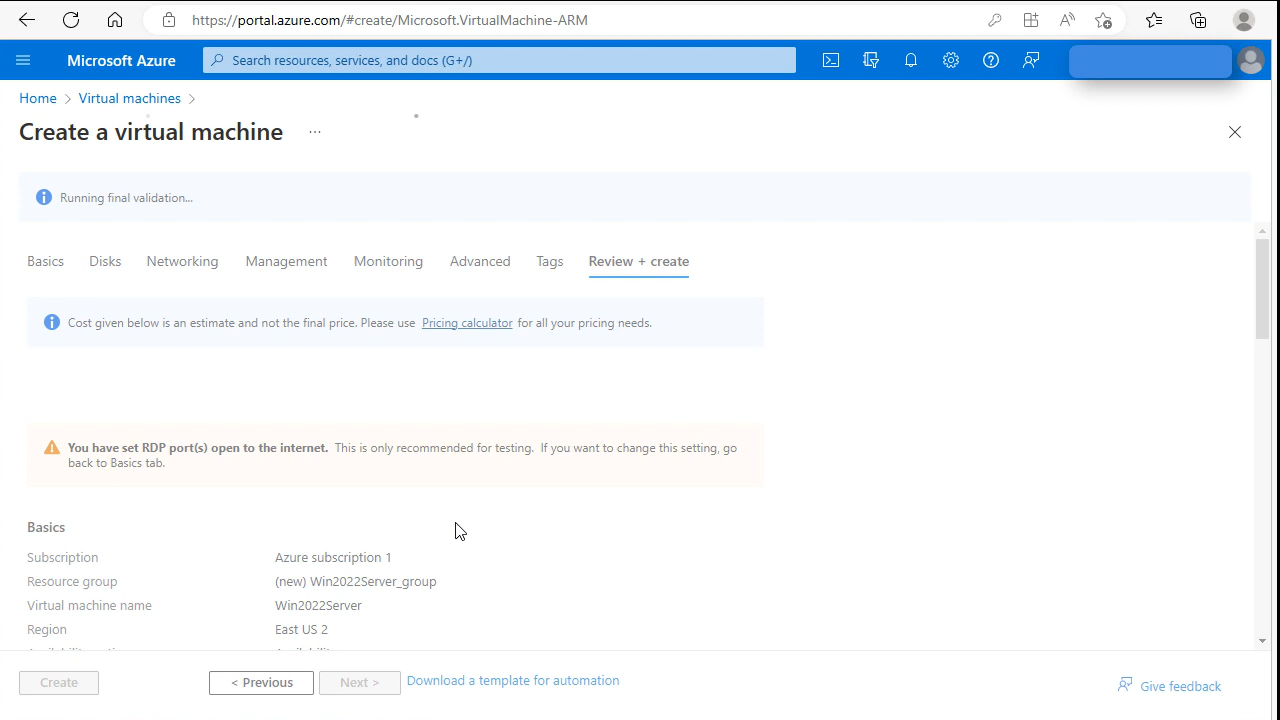 https://portal.azure.com/#create/Microsoft.VirtualMachine-ARM
Microsoft Azure
Search resources, services, and docs (G+/)
Home > Virtual machines >
Create a virtual machine ...
Running final validation...
Basics Disks Networking Management Monitoring Advanced Tags Review + create
Cost given below is an estimate and not the final price. Please use Pricing calculator for all your pricing needs.
You have set RDP port(s) open to the internet. This is only recommended for testing. If you want to change this setting, go
back to Basics tab.
Basics
Subscription Azure subscription 1
Resource group (new) Win2022Server_group
Virtual machine name Win2022Server
Region East US 2
Create < Previous Next > Download a template for automation Give feedback